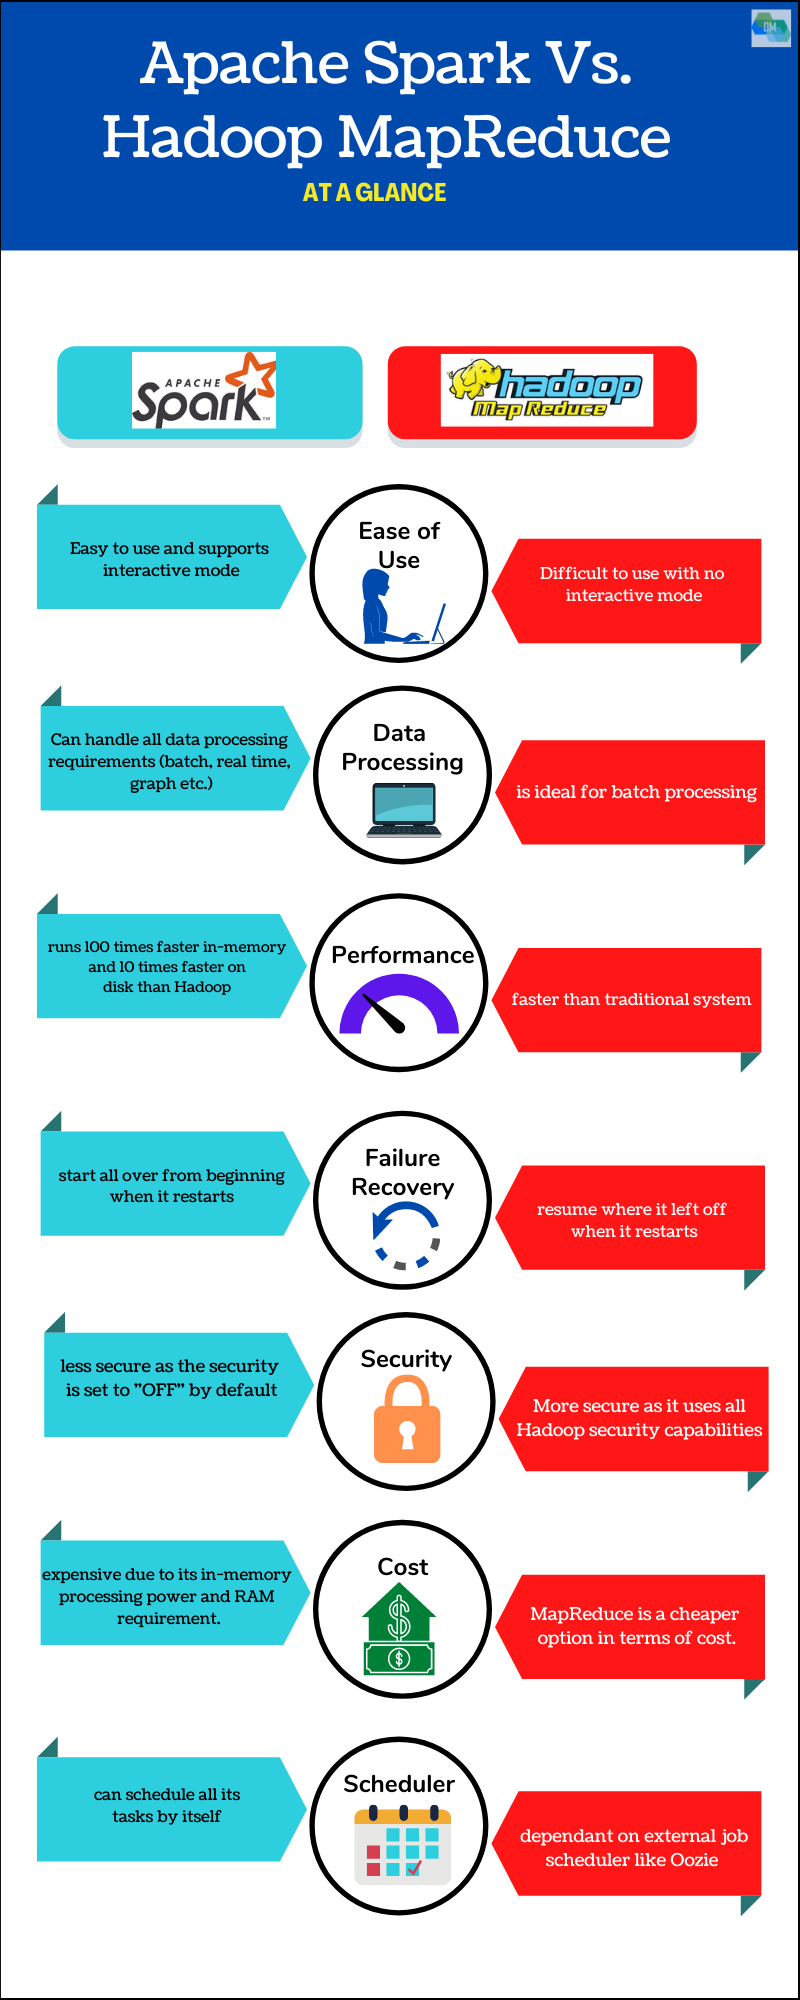 DM
Apache Spark Vs.
Hadoop MapReduce
AT A GLANCE
APACHE
Spark™
hadoop
Map Reduce
Ease of
Use
Easy to use and supports
interactive mode
Difficult to use with no
interactive mode
Data
Processing
Can handle all data processing
requirements (batch, real time,
graph etc.)
is ideal for batch processing
Performance
runs 100 times faster in-memory
and 10 times faster on
disk than Hadoop
faster than traditional system
Failure
Recovery
start all over from beginning
when it restarts
resume where it left off
when it restarts
Security
less secure as the security
is set to "OFF" by default
More secure as it uses all
Hadoop security capabilities
Cost
expensive due to its in-memory
processing power and RAM
requirement.
MapReduce is a cheaper
option in terms of cost.
Scheduler
can schedule all its
tasks by itself
dependant on external job
scheduler like Oozie